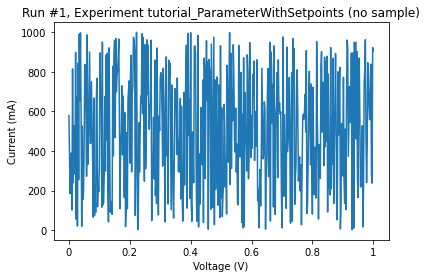 Run #1, Experiment tutorial_ParameterWithSetpoints (no sample)
1000
800
600
400
200
0
Current (mA)
0 0.2 0.4 0.6 0.8 1
Voltage (V)